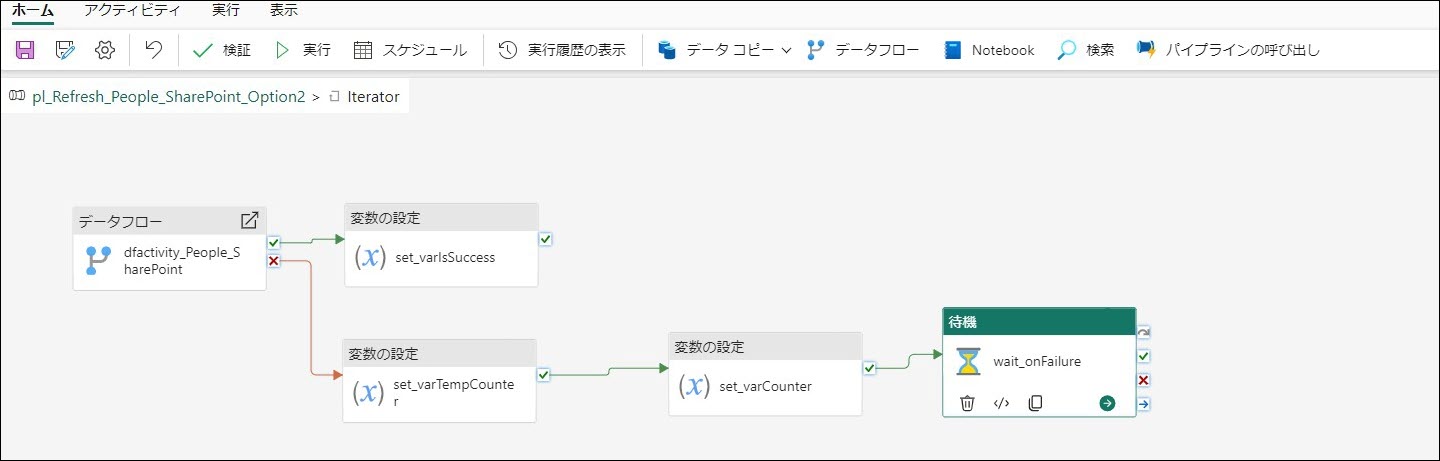 ホーム アクティビティ 実行 表示
検証 実行 スケジュール 実行履歴の表示 データ コピー データフロー Notebook 検索 パイプラインの呼び出し
pl_Refresh_People_SharePoint_Option2 > Iterator
データフロー
dfactivity_People_S
harePoint
変数の設定
(x) set_varIsSuccess
変数の設定
(x) set_varTempCounte
r
変数の設定
(x) set_varCounter
待機
wait_onFailure
</>